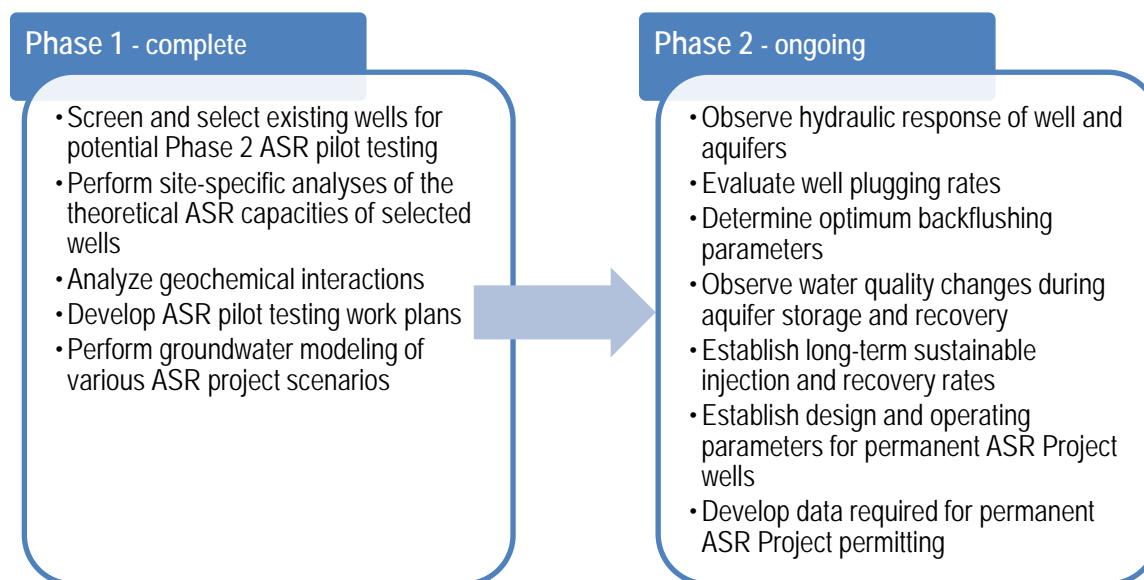 Phase 1 - complete
• Screen and select existing wells for
potential Phase 2 ASR pilot testing
• Perform site-specific analyses of the
theoretical ASR capacities of selected
wells
• Analyze geochemical interactions
• Develop ASR pilot testing work plans
• Perform groundwater modeling of
various ASR project scenarios
Phase 2 - ongoing
• Observe hydraulic response of well and
aquifers
• Evaluate well plugging rates
• Determine optimum backflushing
parameters
• Observe water quality changes during
aquifer storage and recovery
• Establish long-term sustainable
injection and recovery rates
• Establish design and operating
parameters for permanent ASR Project
wells
• Develop data required for permanent
ASR Project permitting